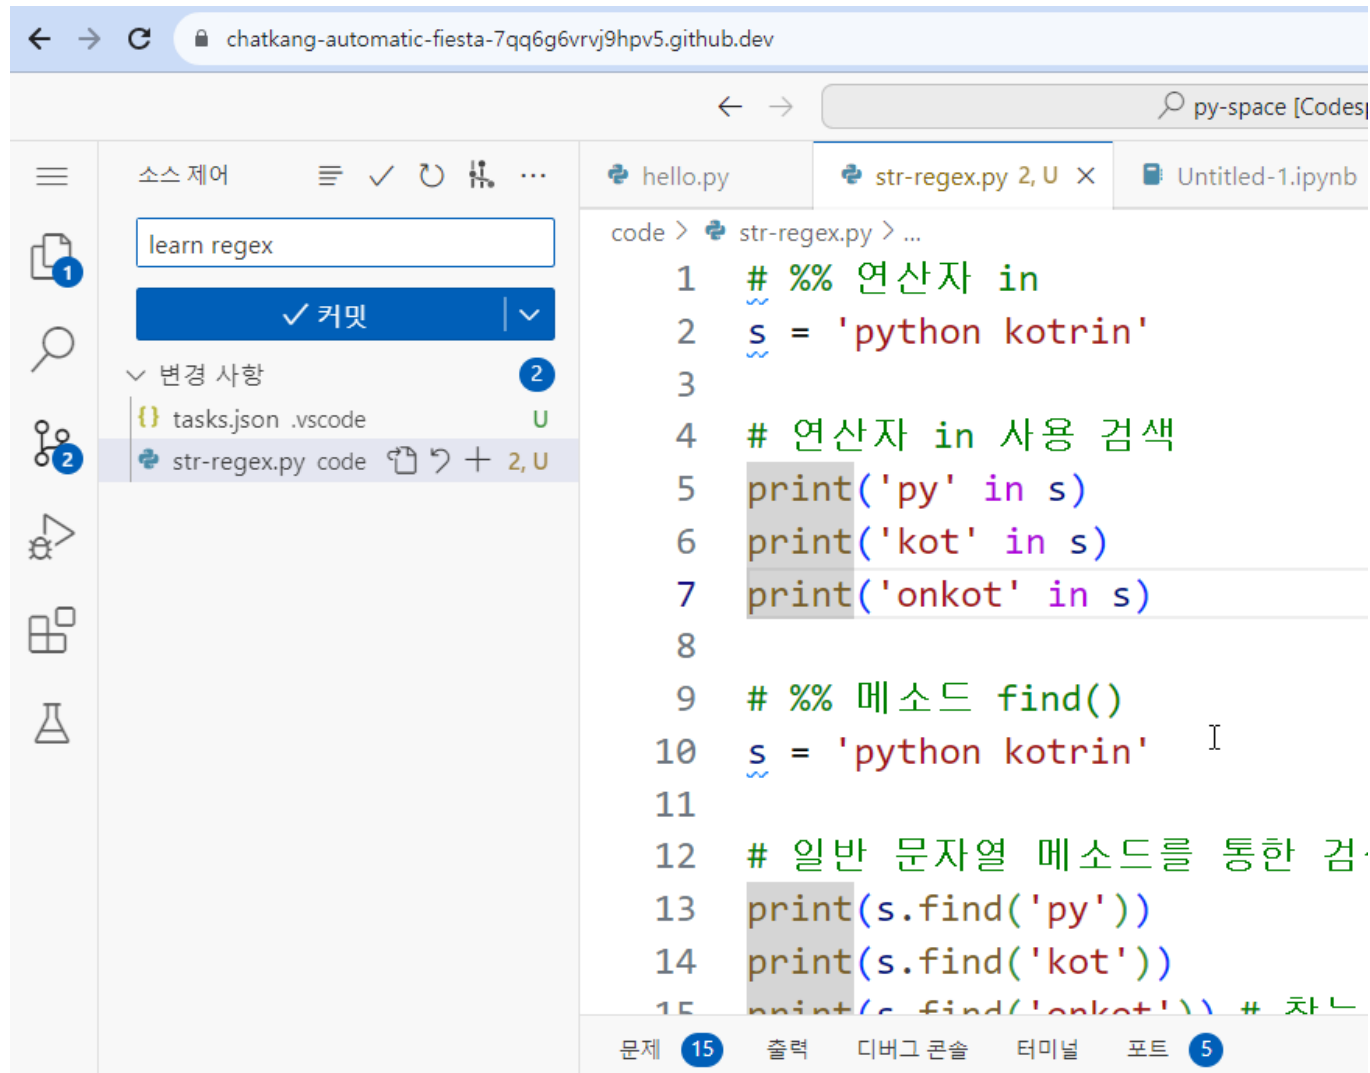 chatkang-automatic-fiesta-7qq6g6vrvj9hpv5.github.dev
py-space
소스 제어
learn regex
커밋
변경 사항 2
{} tasks.json .vscode U
str-regex.py code 2, U
1
2
hello.py str-regex.py 2, U Untitled-1.ipynb
code > str-regex.py > ...
1 # %% 연산자 in
2 s = 'python kotrin'
3
4 # 연산자 in 사용 검색
5 print('py' in s)
6 print('kot' in s)
7 print('onkot' in s)
8
9 # %% 메소드 find()
10 s = 'python kotrin'
11
12 # 일반 문자열 메소드를 통한
13 print(s.find('py'))
14 print(s.find('kot'))
15 print(s.find('onkot')) #
문제 15 출력 디버그 콘솔 터미널 포트 5